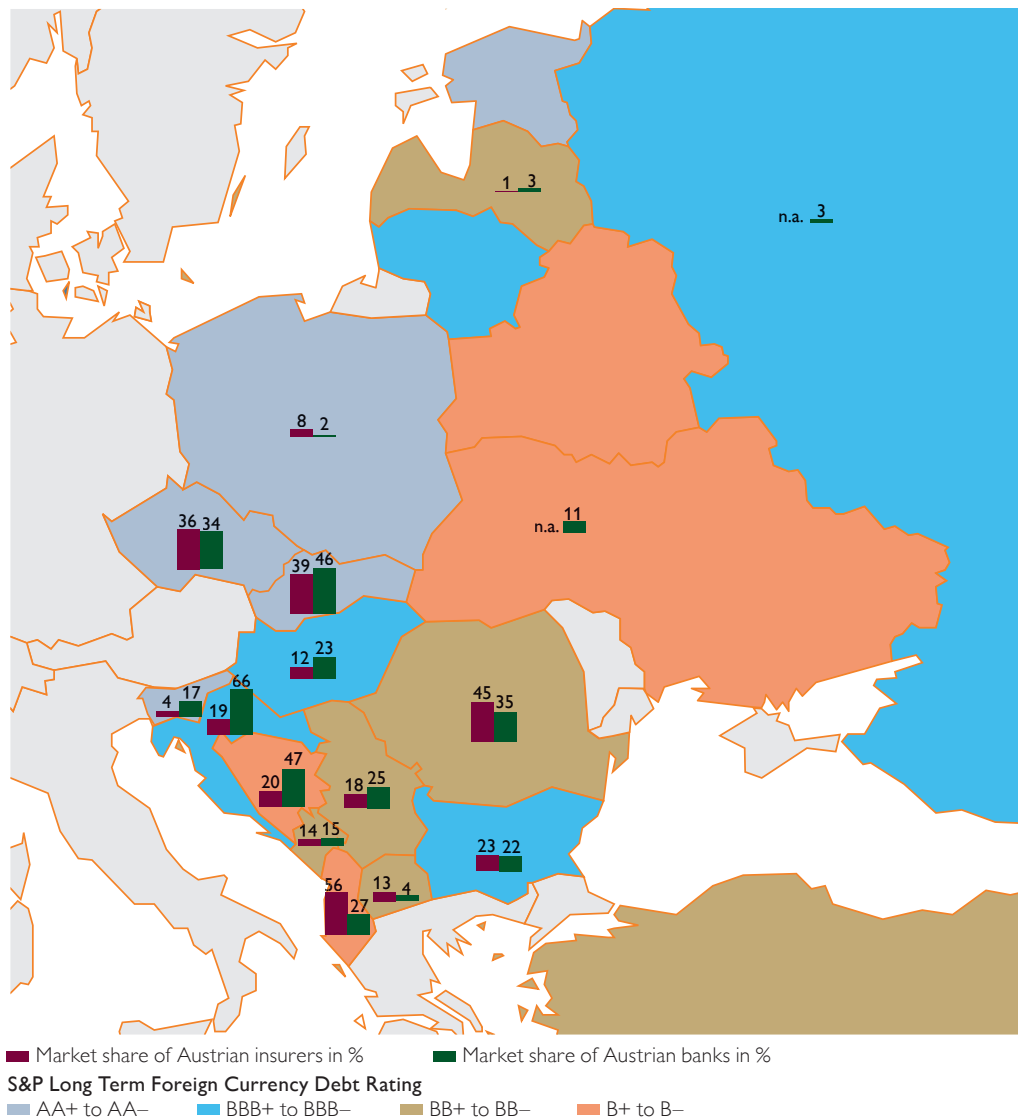 1 3
n.a. 3
8 2
n.a. 11
36 34
39 46
12 23
4 17
19 66
45 35
20 47
18 25
14 15
23 22
13 4
56 27
Market share of Austrian insurers in %
Market share of Austrian banks in %
S&P Long Term Foreign Currency Debt Rating
AA+ to AA–
BBB+ to BBB–
BB+ to BB–
B+ to B–